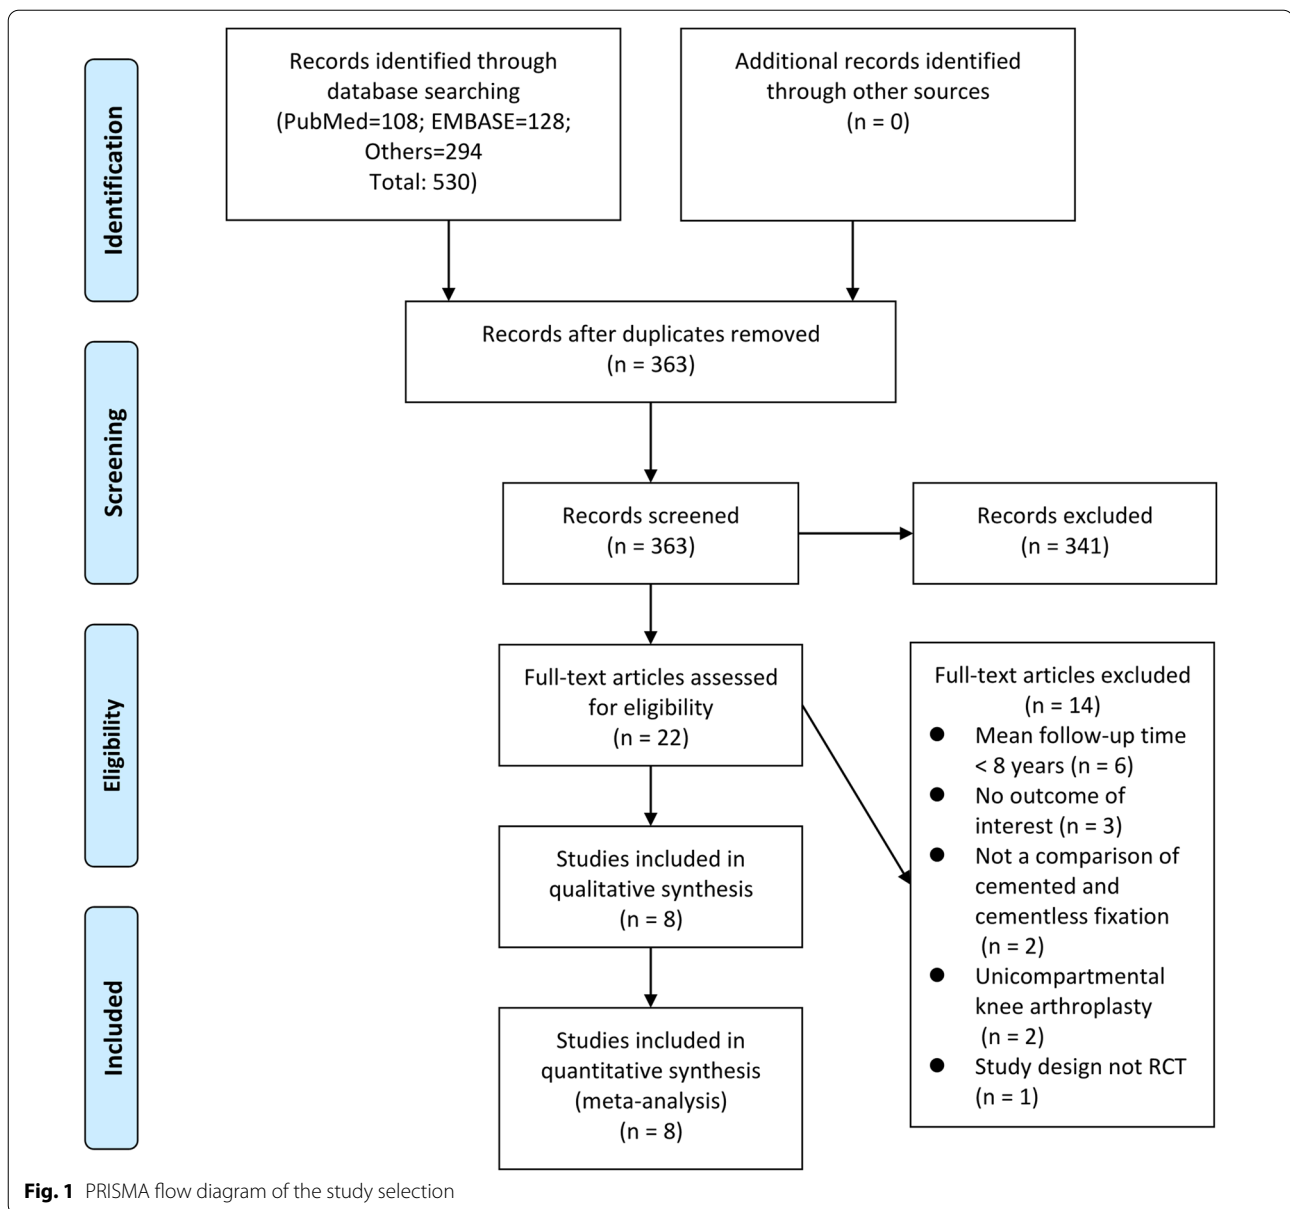 Identification
Records identified through
database searching
(PubMed=108; EMBASE=128;
Others=294
Total: 530)
Additional records identified
through other sources
(n = 0)
Records after duplicates removed
(n = 363)
Screening
Records screened
(n = 363)
Records excluded
(n = 341)
Eligibility
Full-text articles assessed
for eligibility
(n = 22)
Full-text articles excluded
(n = 14)
● Mean follow-up time
< 8 years (n = 6)
● No outcome of
interest (n = 3)
● Not a comparison of
cemented and
cementless fixation
(n = 2)
● Unicompartmental
knee arthroplasty
(n = 2)
● Study design not RCT
(n = 1)
Studies included in
qualitative synthesis
(n = 8)
Included
Studies included in
quantitative synthesis
(meta-analysis)
(n = 8)
Fig. 1 PRISMA flow diagram of the study selection